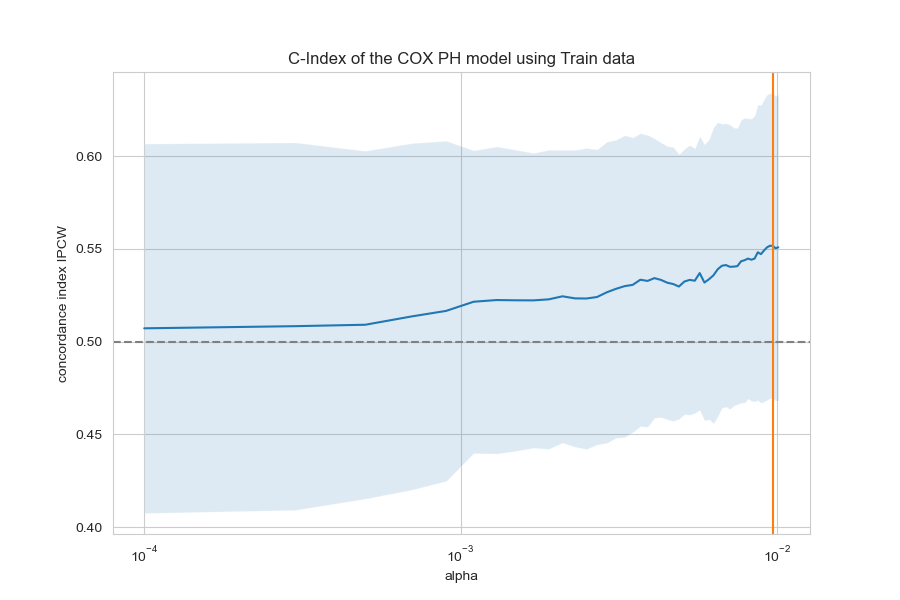 C-Index of the COX PH model using Train data
concordance index IPCW
0.60
0.55
0.50
0.45
0.40
10⁻⁴
10⁻³
10⁻²
alpha